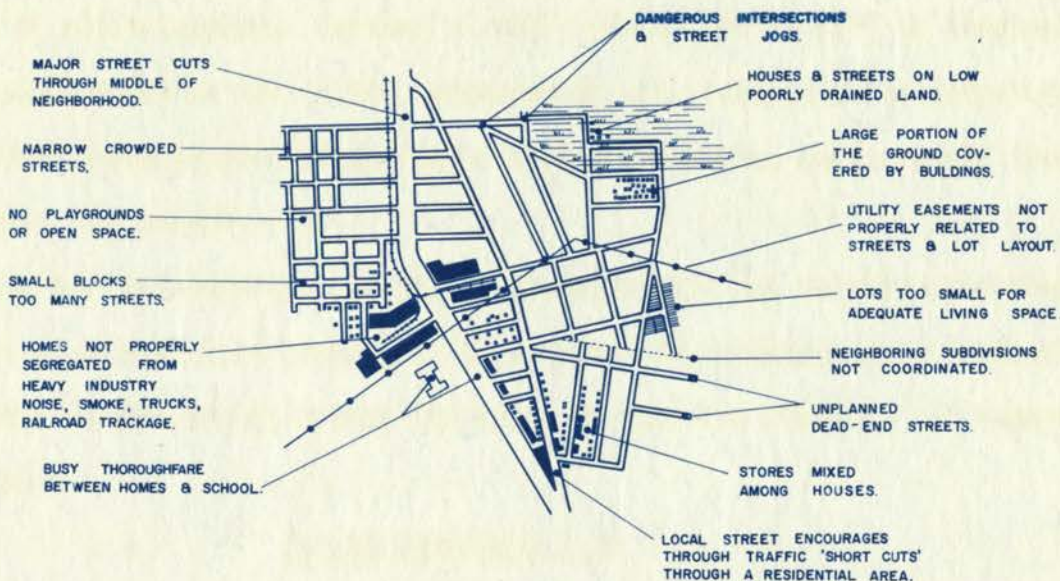 DANGEROUS INTERSECTIONS
& STREET JOGS.
MAJOR STREET CUTS
THROUGH MIDDLE OF
NEIGHBORHOOD.
NARROW CROWDED
STREETS.
NO PLAYGROUNDS
OR OPEN SPACE.
SMALL BLOCKS
TOO MANY STREETS.
HOMES NOT PROPERLY
SEGREGATED FROM
HEAVY INDUSTRY
NOISE, SMOKE, TRUCKS,
RAILROAD TRACKAGE.
BUSY THOROUGHFARE
BETWEEN HOMES & SCHOOL.
HOUSES & STREETS ON LOW
POORLY DRAINED LAND.
LARGE PORTION OF
THE GROUND COV-
ERED BY BUILDINGS.
UTILITY EASEMENTS NOT
PROPERLY RELATED TO
STREETS & LOT LAYOUT.
LOTS TOO SMALL FOR
ADEQUATE LIVING SPACE.
NEIGHBORING SUBDIVISIONS
NOT COORDINATED.
UNPLANNED
DEAD-END STREETS.
STORES MIXED
AMONG HOUSES.
LOCAL STREET ENCOURAGES
THROUGH TRAFFIC 'SHORT CUTS'
THROUGH A RESIDENTIAL AREA.